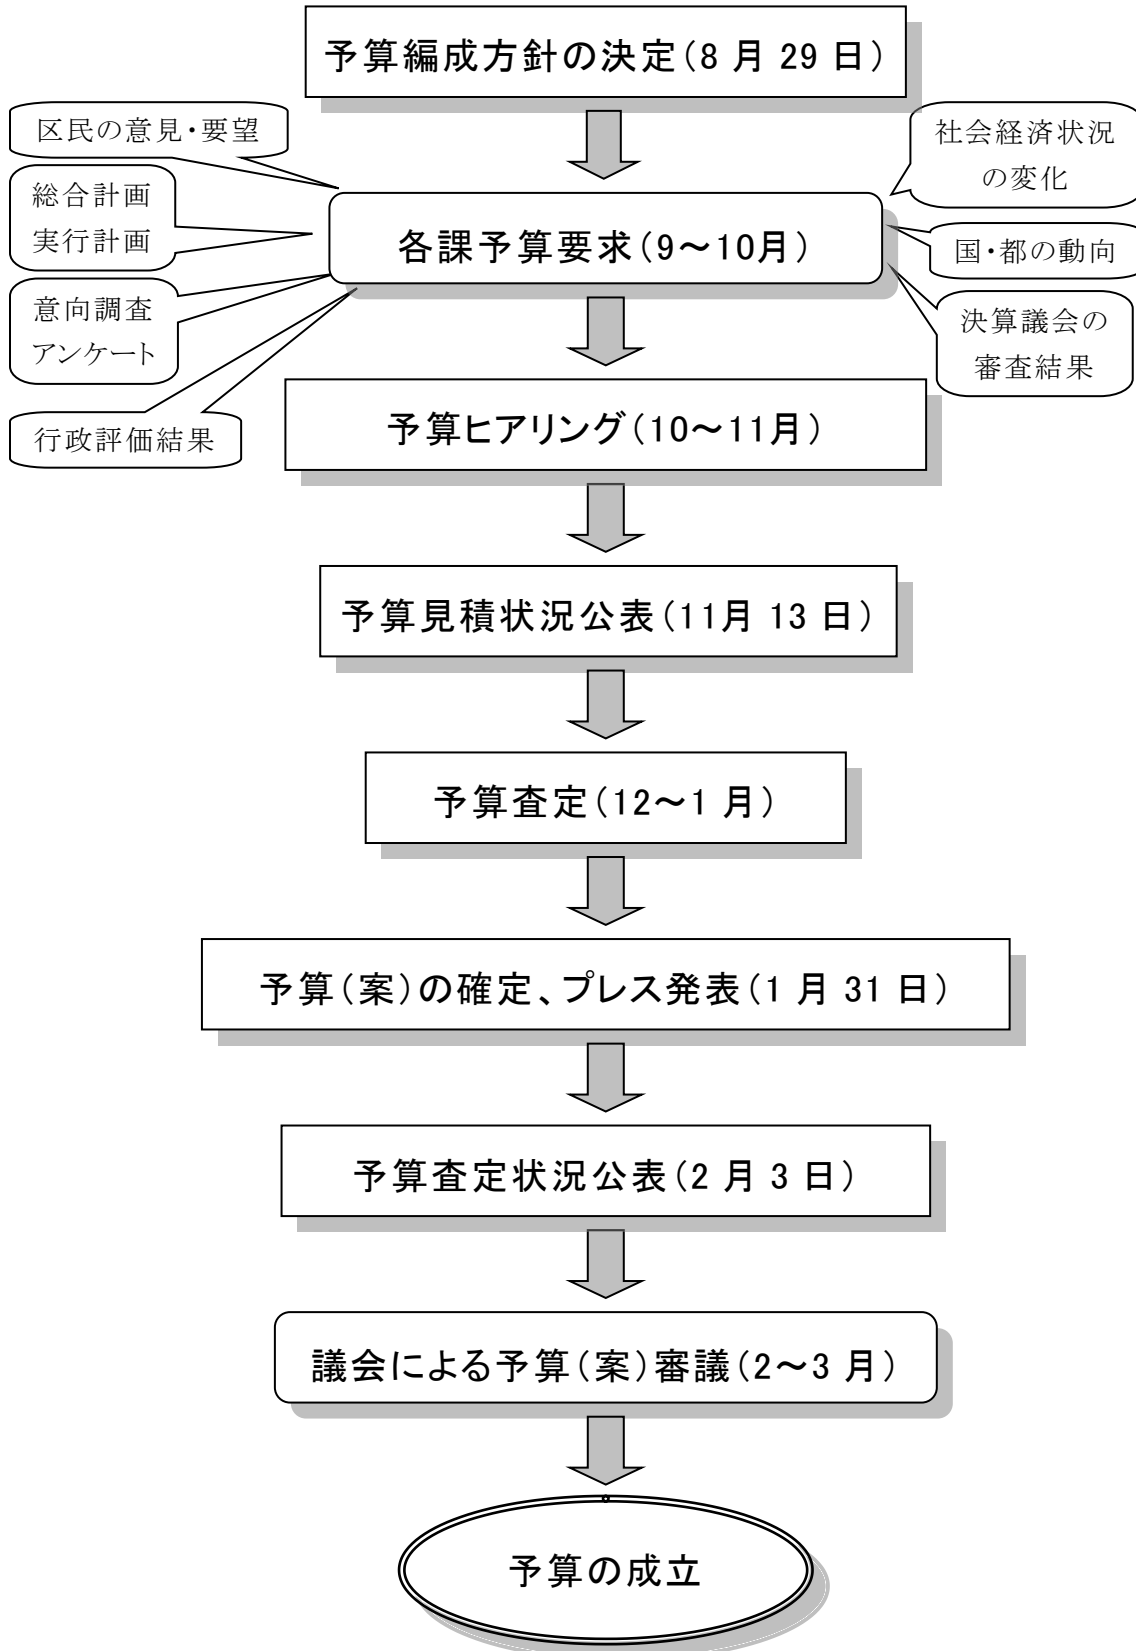 予算編成方針の決定(8 月 29 日)
区民の意見・要望
総合計画
実行計画
意向調査
アンケート
行政評価結果
社会経済状況
の変化
国・都の動向
決算議会の
審査結果
各課予算要求(9~10月)
予算ヒアリング(10~11月)
予算見積状況公表(11月 13 日)
予算査定(12~1 月)
予算(案)の確定、プレス発表(1 月 31 日)
予算査定状況公表(2 月 3 日)
議会による予算(案)審議(2~3 月)
予算の成立